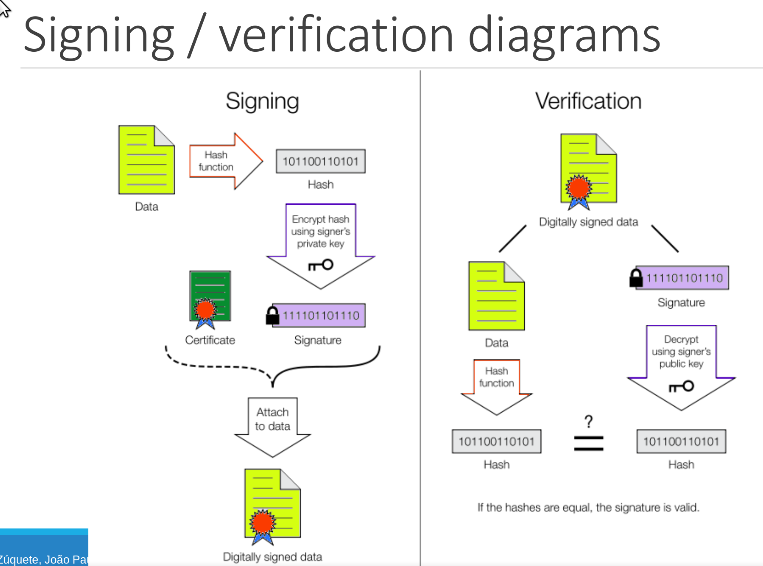 Signing / verification diagrams
Signing
Hash
function
101100110101
Hash
Data
Encrypt hash
using signer's
private key
111101101110
Certificate
Signature
Attach
to data
Digitally signed data
Verification
Digitally signed data
111101101110
Signature
Data
Decrypt
using signer's
public key
Hash
function
?
101100110101
101100110101
Hash
Hash
If the hashes are equal, the signature is valid.
Zúquete, João